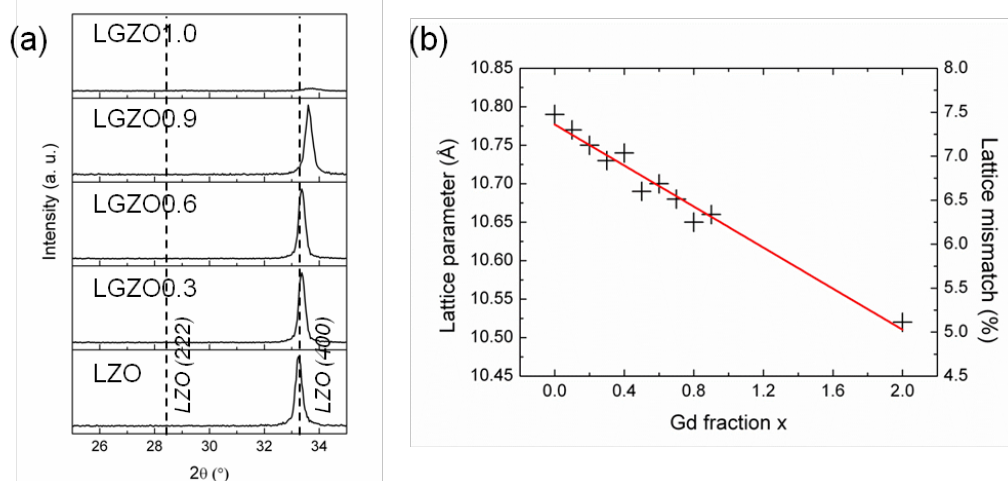 (a)
LGZO1.0
LGZO0.9
LGZO0.6
LGZO0.3
LZO
LZO (222)
LZO (400)
Intensity (a. u.)
26 28 30 32 34
2θ (°)
(b)
10.85
10.80
10.75
10.70
10.65
10.60
10.55
10.50
10.45
Lattice parameter (Å)
8.0
7.5
7.0
6.5
6.0
5.5
5.0
4.5
Lattice mismatch (%)
0.0 0.4 0.8 1.2 1.6 2.0
Gd fraction x